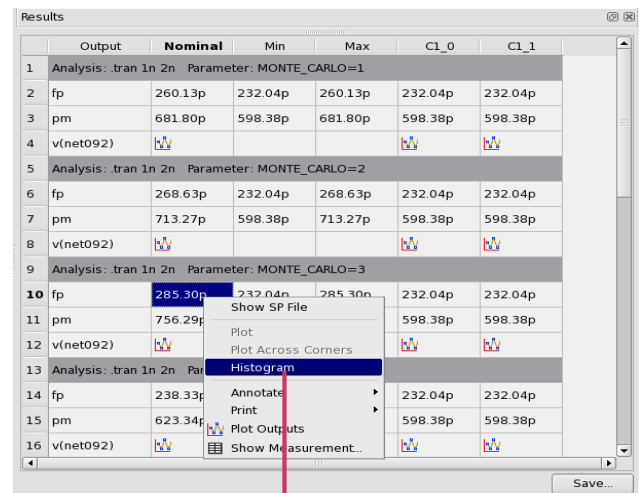 Results
Output Nominal Min Max C1_0 C1_1
1 Analysis: .tran 1n 2n Parameter: MONTE_CARLO=1
2 fp 260.13p 232.04p 260.13p 232.04p 232.04p
3 pm 681.80p 598.38p 681.80p 598.38p 598.38p
4 v(net092)
5 Analysis: .tran 1n 2n Parameter: MONTE_CARLO=2
6 fp 268.63p 232.04p 268.63p 232.04p 232.04p
7 pm 713.27p 598.38p 713.27p 598.38p 598.38p
8 v(net092)
9 Analysis: .tran 1n 2n Parameter: MONTE_CARLO=3
10 fp 285.30p 232.04p 285.30p 232.04p 232.04p
11 pm 756.29p 598.38p 598.38p
12 v(net092)
13 Analysis: .tran 1n 2n
14 fp 238.33p 232.04p 232.04p
15 pm 623.34p 598.38p 598.38p
16 v(net092)
Show SP File
Plot
Plot Across Corners
Histogram
Annotate
Print
Plot Outputs
Show Measurement...
Save...